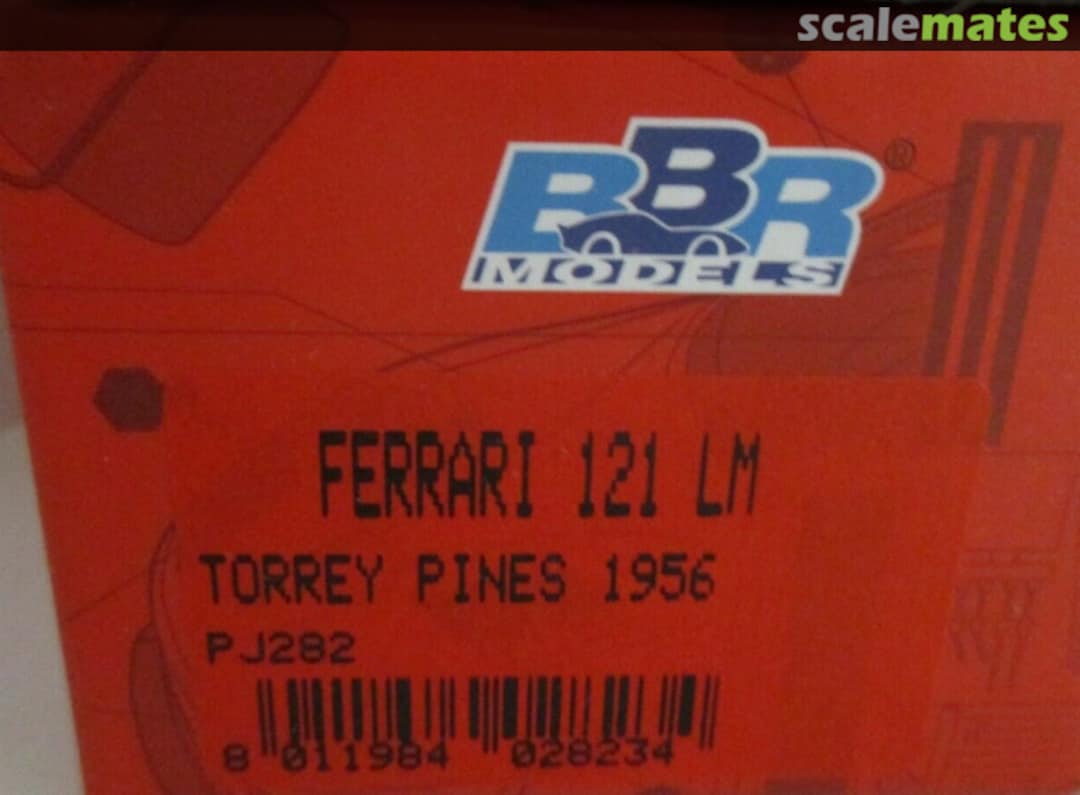 scalemates
BBR
MODELS
®
FERRARI 121 LM
TORREY PINES 1956
PJ282
8 011984 028234